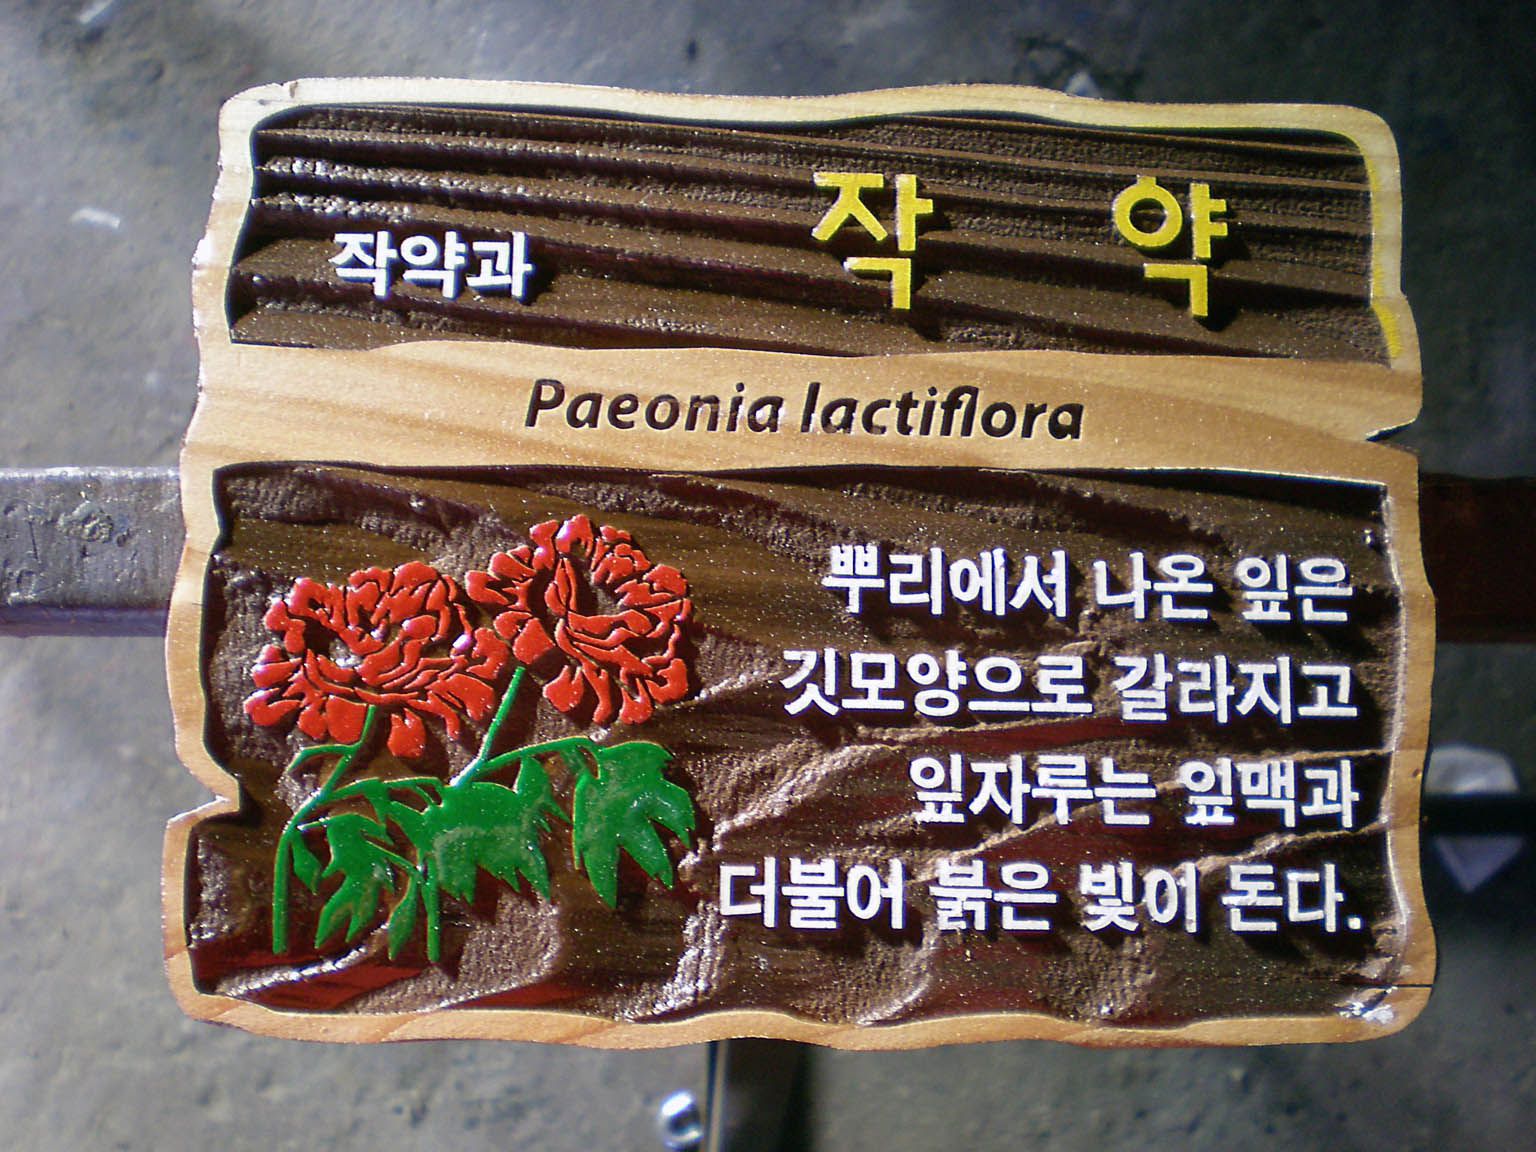 작약과 작 약
Paeonia lactiflora
뿌리에서 나온 잎은
깃모양으로 갈라지고
잎자루는 잎맥과
더불어 붉은 빛이 돈다.